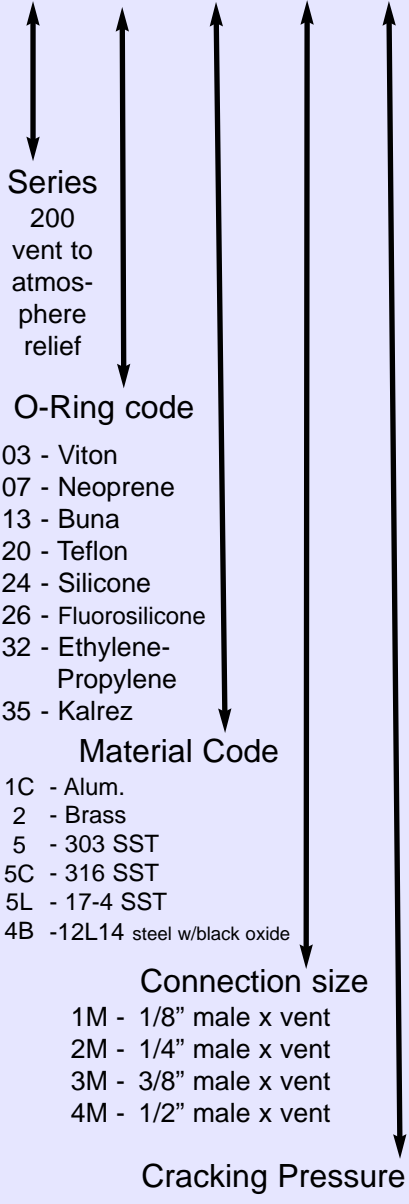 Series
200
vent to
atmos-
phere
relief
O-Ring code
03 - Viton
07 - Neoprene
13 - Buna
20 - Teflon
24 - Silicone
26 - Fluorosilicone
32 - Ethylene-
Propylene
35 - Kalrez
Material Code
1C - Alum.
2 - Brass
5 - 303 SST
5C - 316 SST
5L - 17-4 SST
4B -12L14 steel w/black oxide
Connection size
1M - 1/8” male x vent
2M - 1/4” male x vent
3M - 3/8” male x vent
4M - 1/2” male x vent
Cracking Pressure